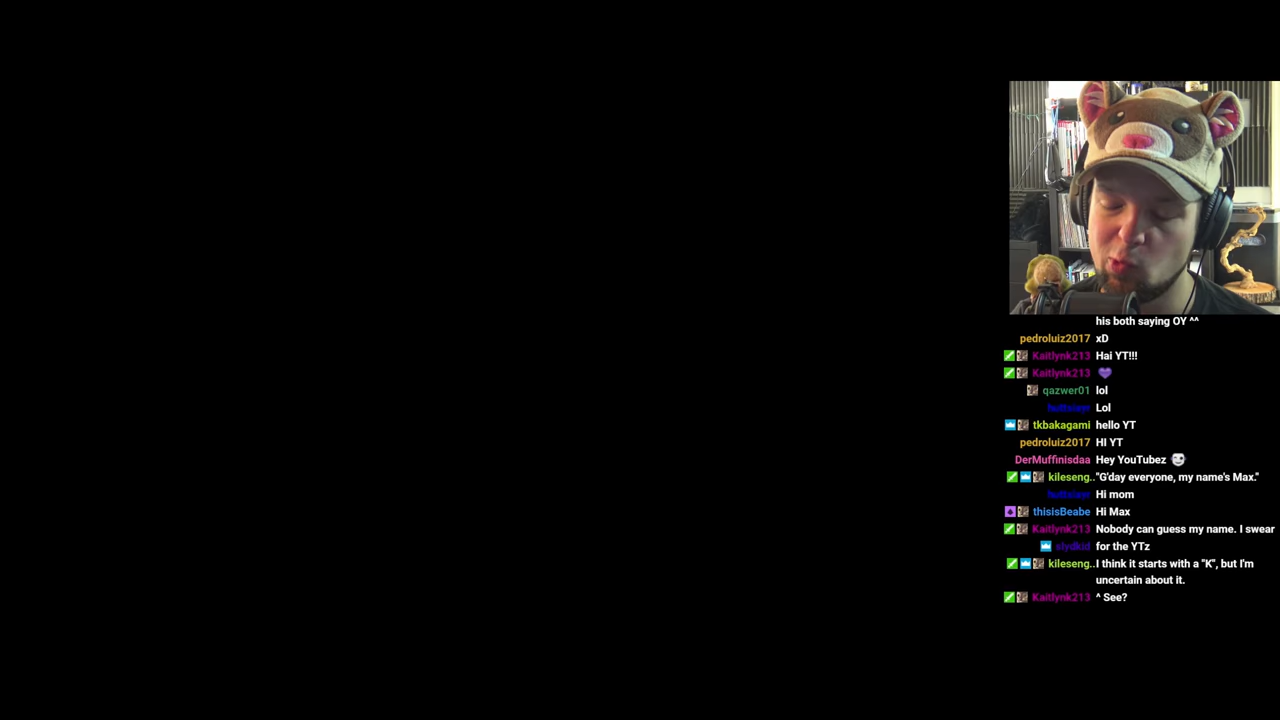 his both saying OY ^^
pedroluiz2017 xD
Kaitlynk213 Hai YT!!!
Kaitlynk213
qazwer01 lol
Lol
tkbakagami hello YT
pedroluiz2017 HI YT
DerMuffinisdaa Hey YouTubez
kileseng.. "G'day everyone, my name's Max."
Hi mom
thisisBeabe Hi Max
Kaitlynk213 Nobody can guess my name. I swear
slydkid for the YTz
kileseng.. I think it starts with a "K", but I'm
uncertain about it.
Kaitlynk213 ^ See?